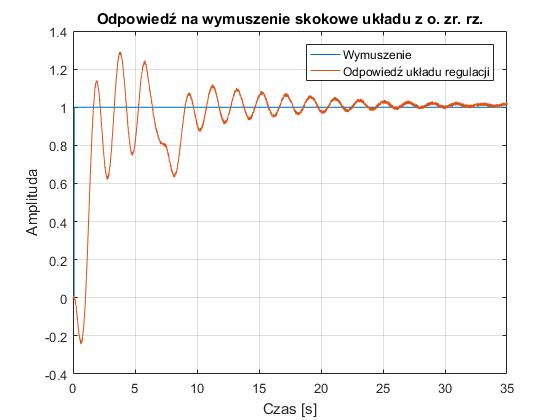 Odpowiedź na wymuszenie skokowe układu z o. zr. rz.
Wymuszenie
Odpowiedź układu regulacji
Amplituda
1.4
1.2
1
0.8
0.6
0.4
0.2
0
-0.2
-0.4
0 5 10 15 20 25 30 35
Czas [s]